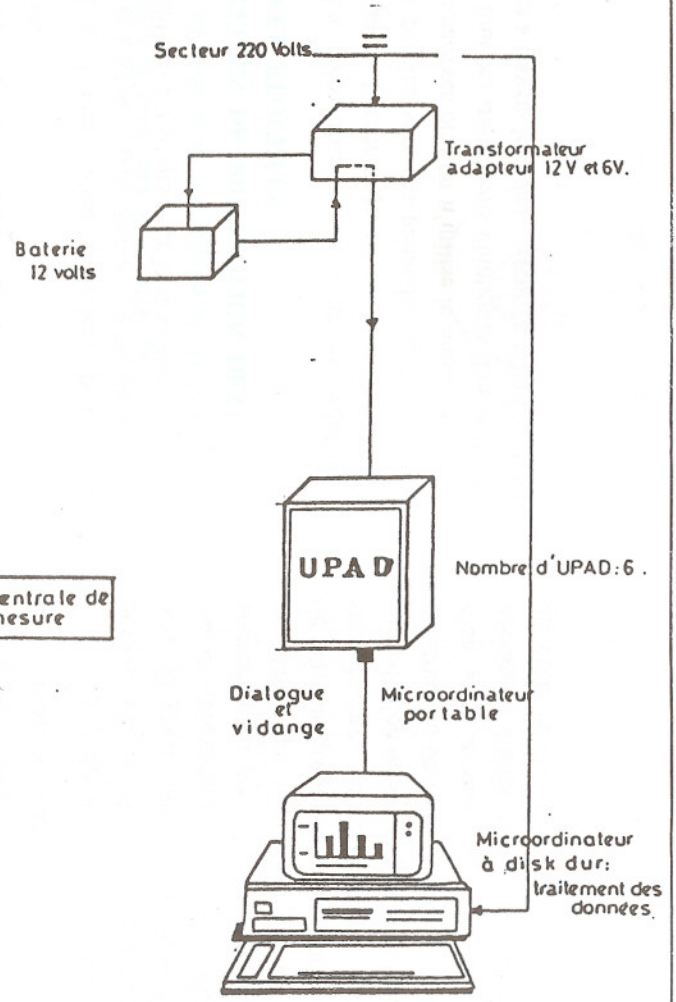 Secteur 220 Volts
Transformateur
adapteur 12 V et 6V.
Baterie
12 volts
UPAD
Nombre d'UPAD: 6 .
entrale de
mesure
Dialogue
et
vidange
Microordinateur
portable
Microordinateur
à disk dur:
traitement des
données